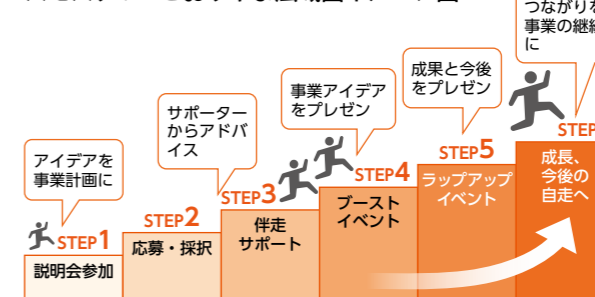 アイデアを
事業計画に
STEP1
説明会参加
STEP2
応募・採択
サポーター
からアドバ
イス
STEP3
伴走
サポート
事業アイデア
をプレゼン
STEP4
ブースト
イベント
成果と今後
をプレゼン
STEP5
ラップアップ
イベント
つながりを
事業の継続
に
STEP
成長、
今後の
自走へ